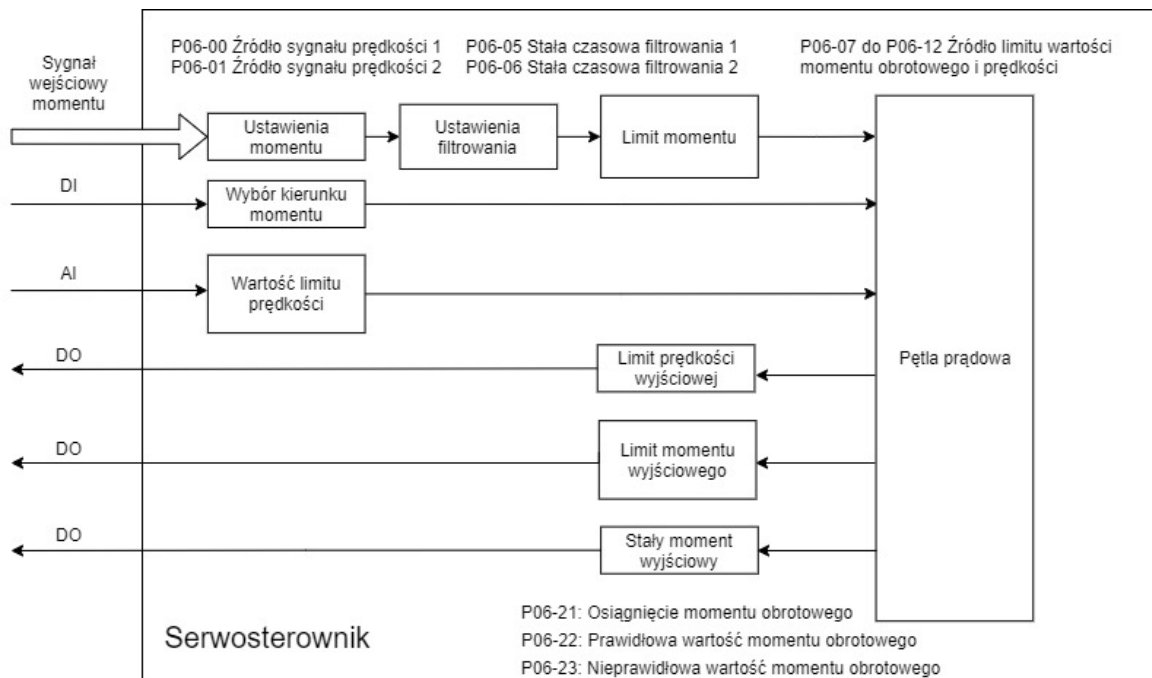 P06-00 Źródło sygnału prędkości 1
P06-01 Źródło sygnału prędkości 2
P06-05 Stała czasowa filtrowania 1
P06-06 Stała czasowa filtrowania 2
P06-07 do P06-12 Źródło limitu wartości
momentu obrotowego i prędkości
Sygnał
wejściowy
momentu
Ustawienia
momentu
Ustawienia
filtrowania
Limit momentu
DI
Wybór kierunku
momentu
AI
Wartość limitu
prędkości
Pętla prądowa
DO
Limit prędkości
wyjściowej
DO
Limit momentu
wyjściowego
DO
Stały moment
wyjściowy
Serwosterownik
P06-21: Osiągnięcie momentu obrotowego
P06-22: Prawidłowa wartość momentu obrotowego
P06-23: Nieprawidłowa wartość momentu obrotowego